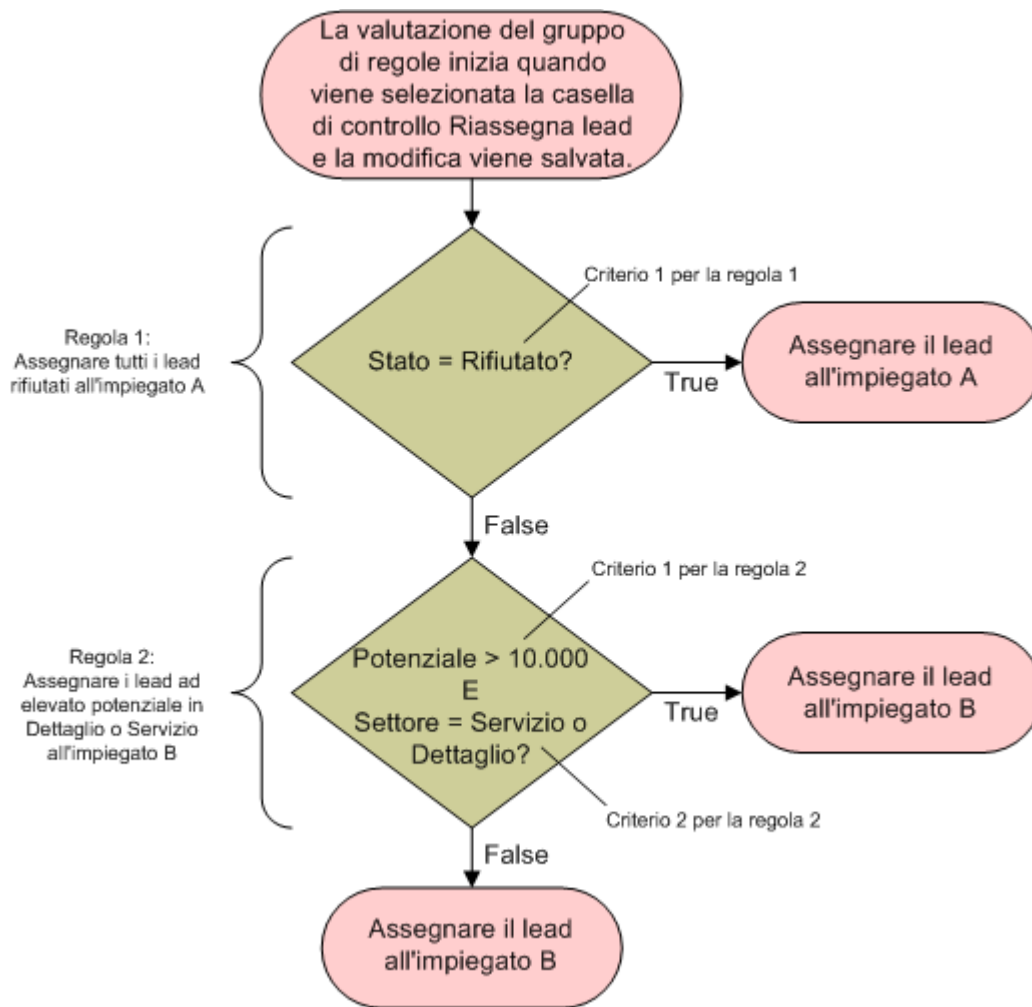 La valutazione del gruppo
di regole inizia quando
viene selezionata la casella
di controllo Riassegna lead
e la modifica viene salvata.
Criterio 1 per la regola 1
Regola 1:
Assegnare tutti i lead
rifiutati all'impiegato A
Stato = Rifiutato?
True
Assegnare il lead
all'impiegato A
False
Criterio 1 per la regola 2
Regola 2:
Assegnare i lead ad
elevato potenziale in
Dettaglio o Servizio
all'impiegato B
Potenziale > 10.000
E
Settore = Servizio o
Dettaglio?
True
Assegnare il lead
all'impiegato B
Criterio 2 per la regola 2
False
Assegnare il lead
all'impiegato B